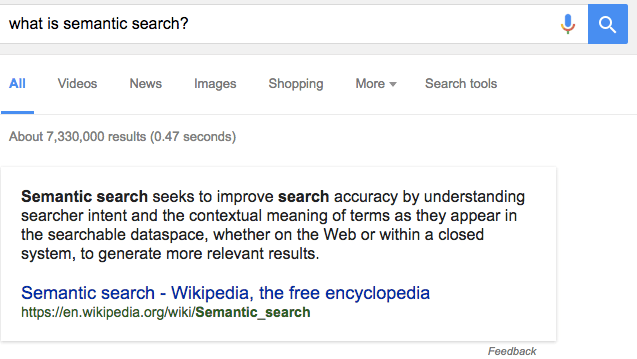 what is semantic search?
All Videos News Images Shopping More Search tools
About 7,330,000 results (0.47 seconds)
Semantic search seeks to improve search accuracy by understanding
searcher intent and the contextual meaning of terms as they appear in
the searchable dataspace, whether on the Web or within a closed
system, to generate more relevant results.
Semantic search - Wikipedia, the free encyclopedia
https://en.wikipedia.org/wiki/Semantic_search
Feedback